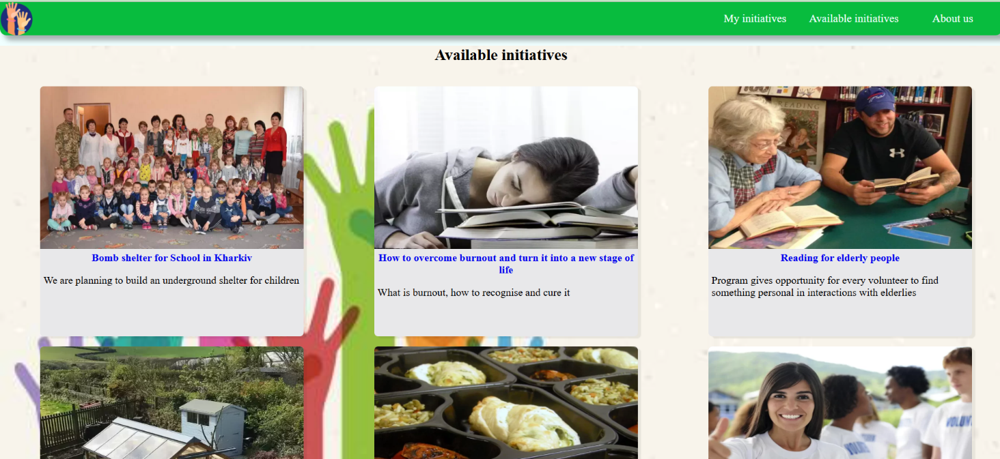 My initiatives
Available initiatives
About us
Available initiatives
READING
Bomb shelter for School in Kharkiv
We are planning to build an underground shelter for children
How to overcome burnout and turn it into a new stage of
life
What is burnout, how to recognise and cure it
Reading for elderly people
Program gives opportunity for every volunteer to find
something personal in interactions with elderlies